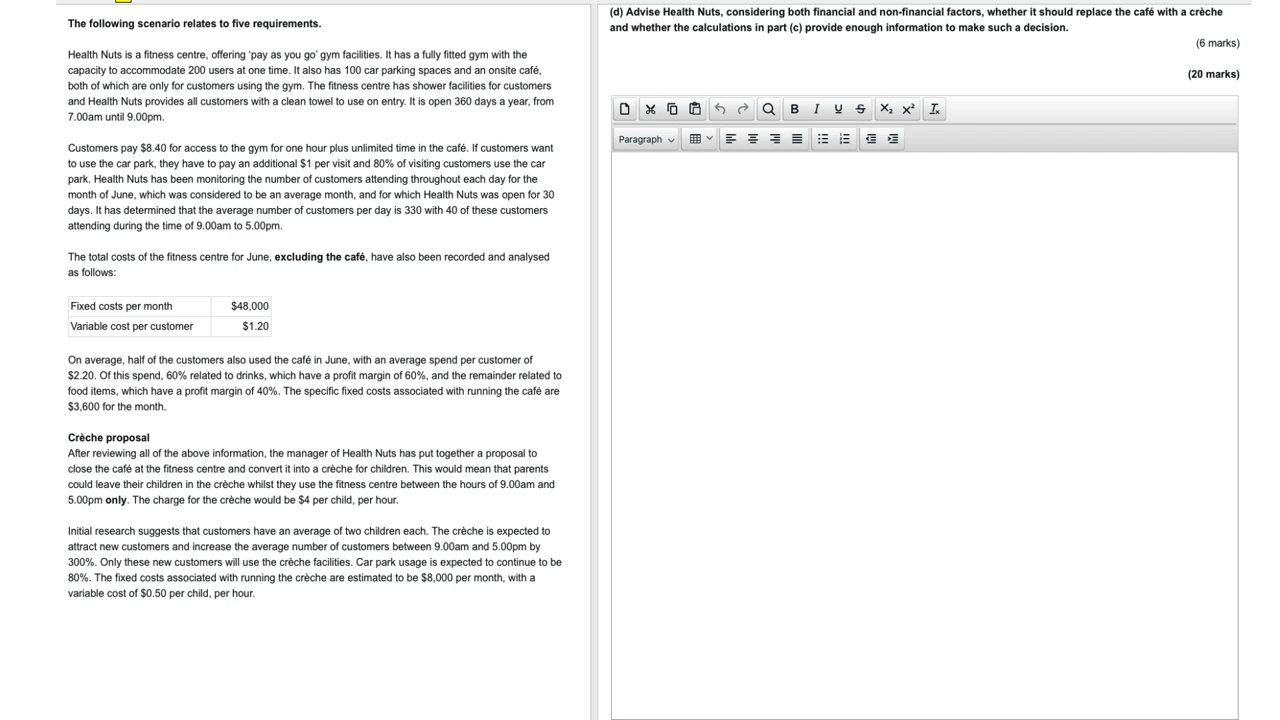 The following scenario relates to five requirements.
Health Nuts is a fitness centre, offering 'pay as you go' gym facilities. It has a fully fitted gym with the
capacity to accommodate 200 users at one time. It also has 100 car parking spaces and an onsite café,
both of which are only for customers using the gym. The fitness centre has shower facilities for customers
and Health Nuts provides all customers with a clean towel to use on entry. It is open 360 days a year, from
7.00am until 9.00pm.
Customers pay $8.40 for access to the gym for one hour plus unlimited time in the café. If customers want
to use the car park, they have to pay an additional $1 per visit and 80% of visiting customers use the car
park. Health Nuts has been monitoring the number of customers attending throughout each day for the
month of June, which was considered to be an average month, and for which Health Nuts was open for 30
days. It has determined that the average number of customers per day is 330 with 40 of these customers
attending during the time of 9.00am to 5.00pm.
The total costs of the fitness centre for June, excluding the café, have also been recorded and analysed
as follows:
Fixed costs per month $48,000
Variable cost per customer $1.20
On average, half of the customers also used the café in June, with an average spend per customer of
$2.20. Of this spend, 60% related to drinks, which have a profit margin of 60%, and the remainder related to
food items, which have a profit margin of 40%. The specific fixed costs associated with running the café are
$3,600 for the month.
Crèche proposal
After reviewing all of the above information, the manager of Health Nuts has put together a proposal to
close the café at the fitness centre and convert it into a crèche for children. This would mean that parents
could leave their children in the crèche whilst they use the fitness centre between the hours of 9.00am and
5.00pm only. The charge for the crèche would be $4 per child, per hour.
Initial research suggests that customers have an average of two children each. The crèche is expected to
attract new customers and increase the average number of customers between 9.00am and 5.00pm by
300%. Only these new customers will use the crèche facilities. Car park usage is expected to continue to be
80%. The fixed costs associated with running the crèche are estimated to be $8,000 per month, with a
variable cost of $0.50 per child, per hour.
(d) Advise Health Nuts, considering both financial and non-financial factors, whether it should replace the café with a crèche
and whether the calculations in part (c) provide enough information to make such a decision.
(6 marks)
(20 marks)
B I U S X₂ X² Tx
Paragraph